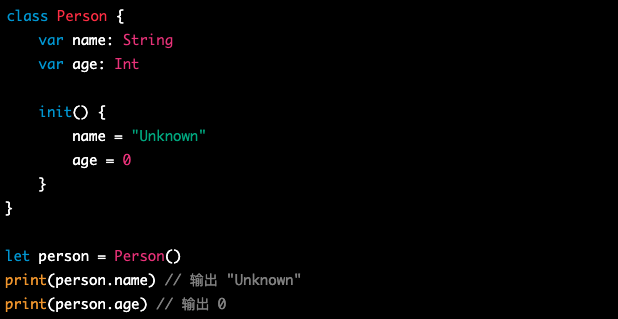 class Person {
    var name: String
    var age: Int

    init() {
        name = "Unknown"
        age = 0
    }
}

let person = Person()
print(person.name) // 输出 "Unknown"
print(person.age) // 输出 0